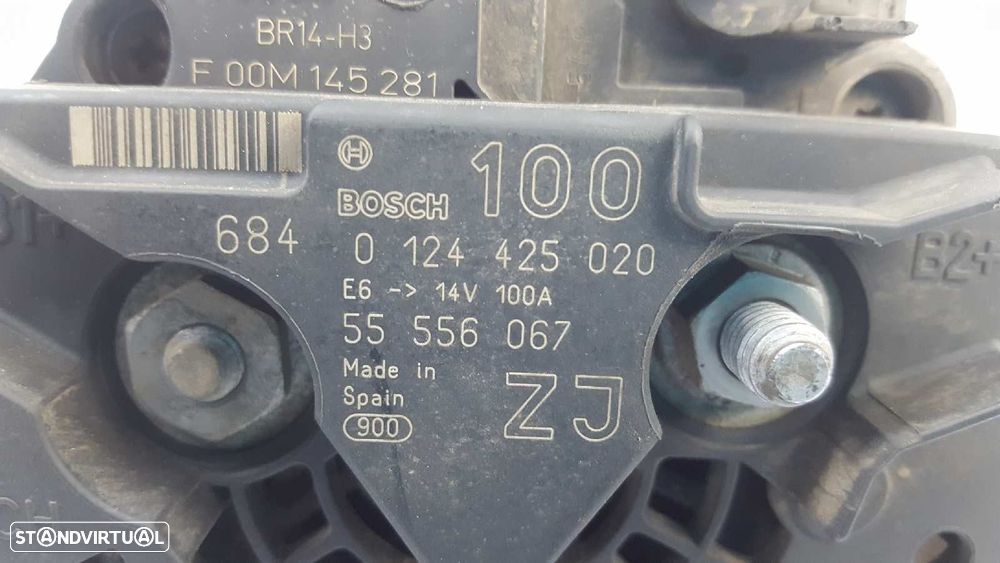 BR14-H3
F 00M 145 281
BOSCH 100
684 0 124 425 020
E6 -> 14V 100A
55 556 067
Made in
Spain
900
ZJ
B2+
STANDVIRTUAL